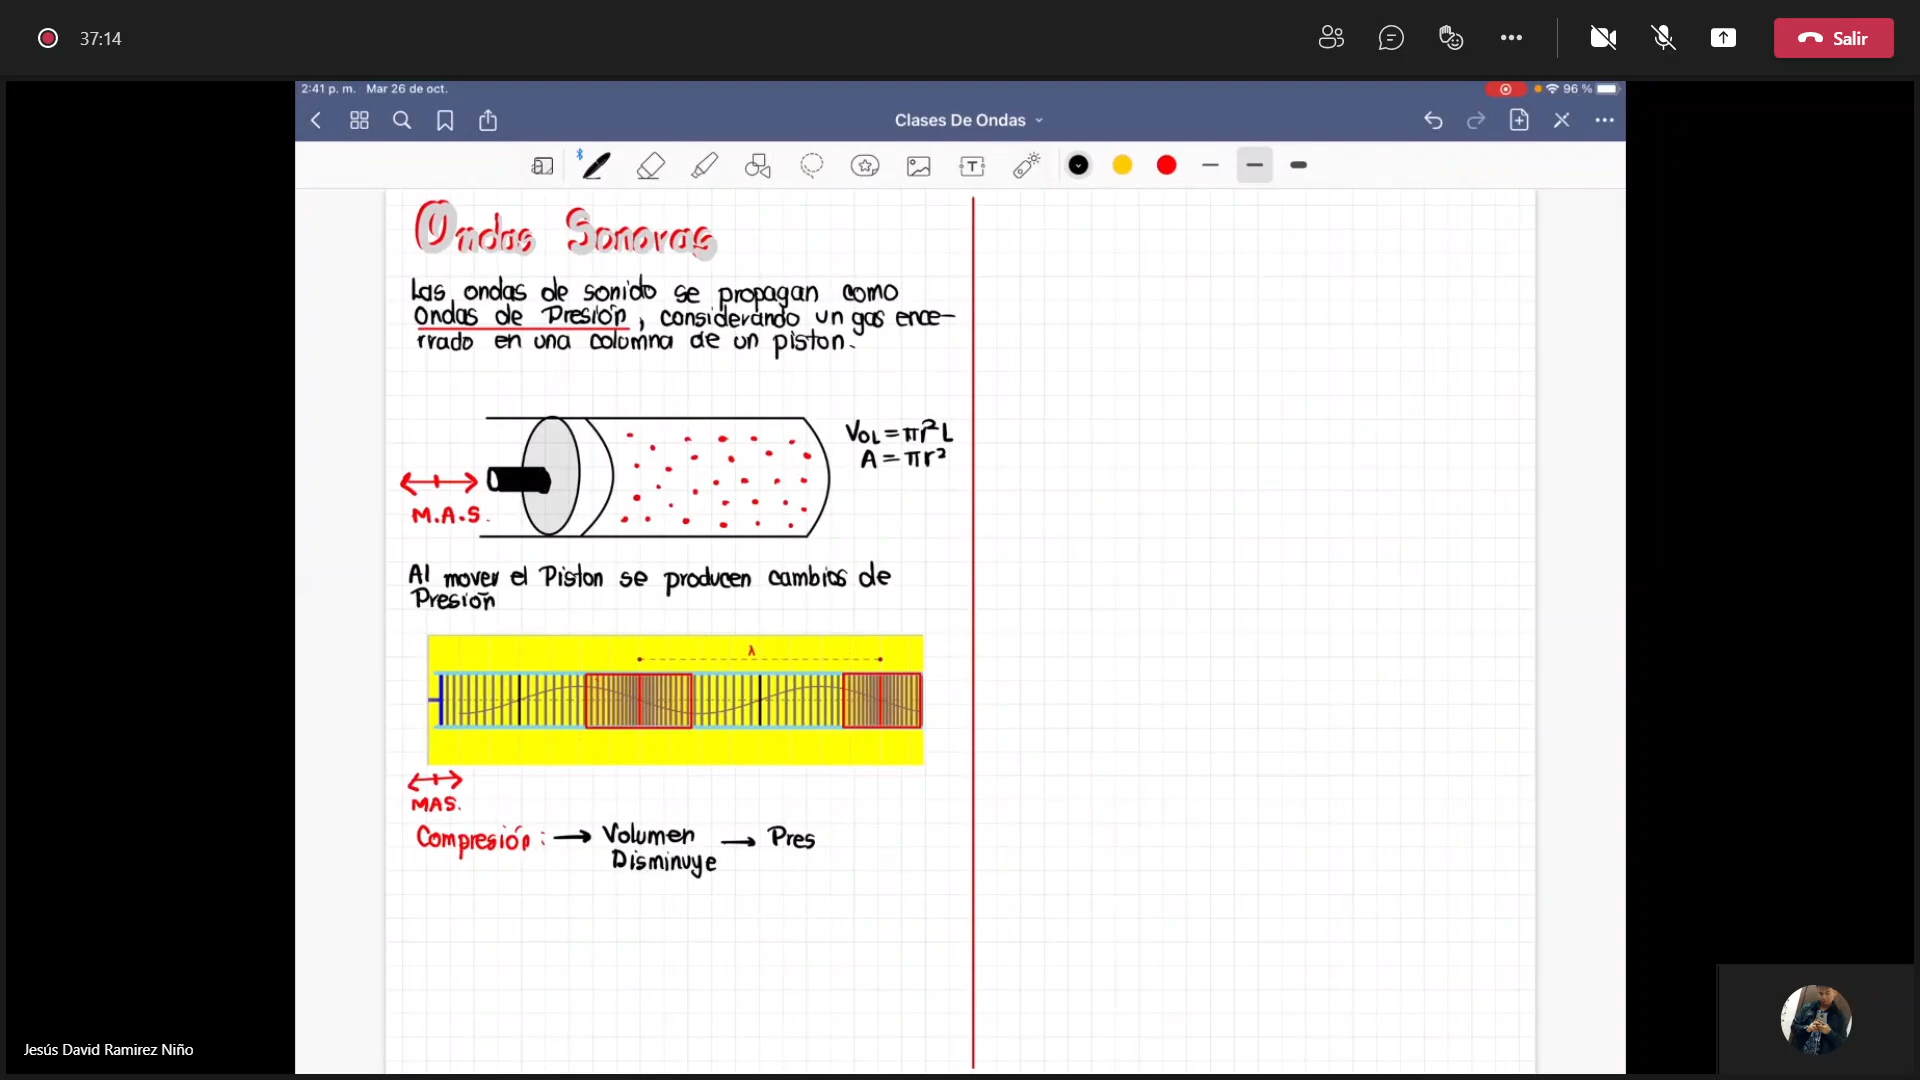 37:14
Salir
2:41 p. m. Mar 26 de oct.
96 %
Clases De Ondas
T
Ondas Sonoras
Las ondas de sonido se propagan como
Ondas de Presión, considerando un gas ence-
rrado en una columna de un piston.
VOL = πr²L
A = πr²
M.A.S.
Al mover el Piston se producen cambios de
Presión
λ
MAS.
Compresión: → Volumen → Pres
Disminuye
Jesús David Ramirez Niño